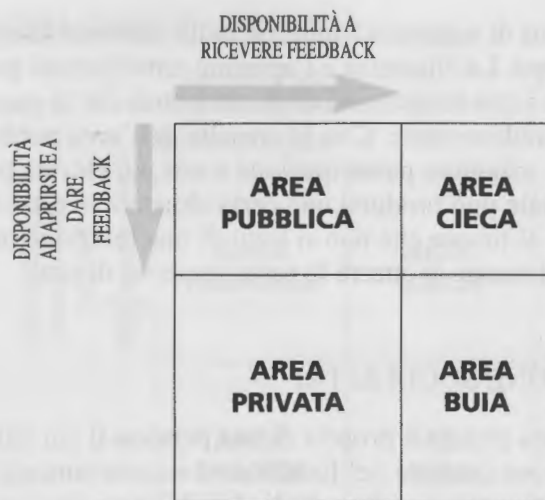 DISPONIBILITÀ A
RICEVERE FEEDBACK
DISPONIBILITÀ
AD APRIRSI E A
DARE
FEEDBACK
AREA
PUBBLICA
AREA
CIECA
AREA
PRIVATA
AREA
BUIA